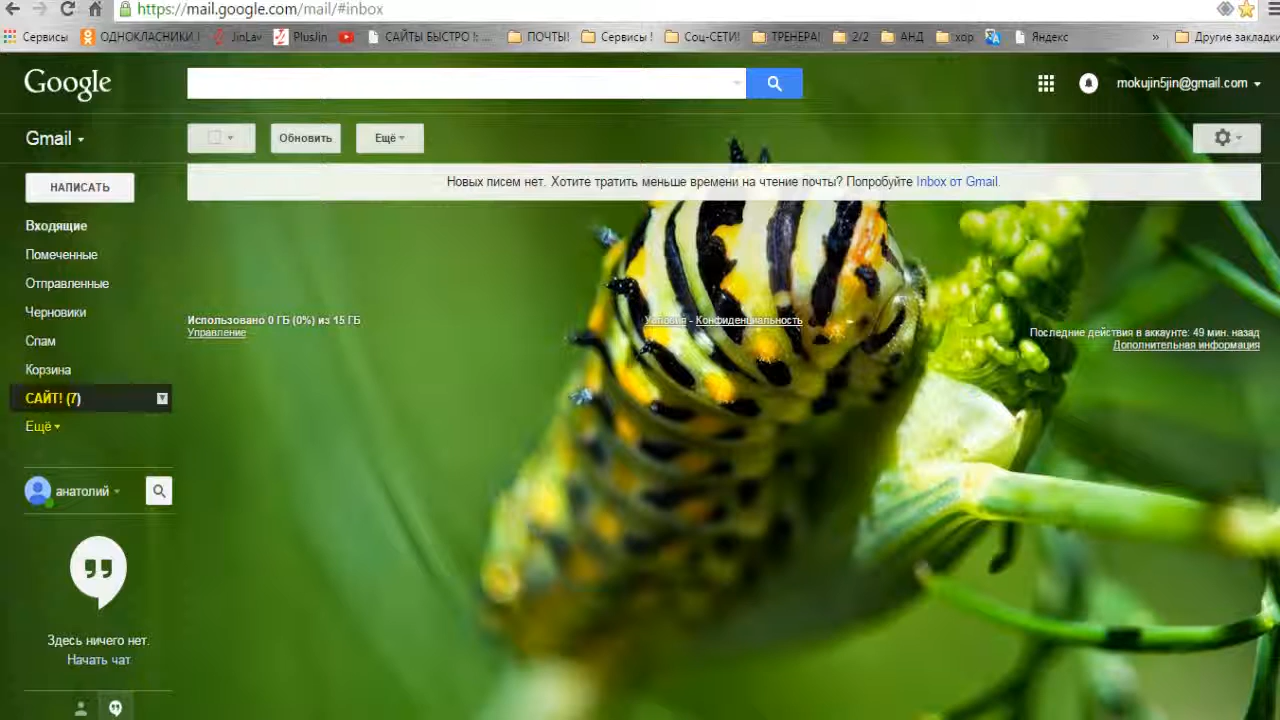 https://mail.google.com/mail/#inbox
Сервисы ОДНОКЛАСНИКИ ! JinLav PlusJin САЙТЫ БЫСТРО !: ... ПОЧТЫ! Сервисы ! Соц-СЕТИ! ТРЕНЕРА! 2/2 АНД хор Яндекс » Другие закладки
Google
mokujin5jin@gmail.com
Gmail
Обновить
Ещё
НАПИСАТЬ
Новых писем нет. Хотите тратить меньше времени на чтение почты? Попробуйте Inbox от Gmail.
Входящие
Помеченные
Отправленные
Черновики
Спам
Корзина
САЙТ! (7)
Ещё
Использовано 0 ГБ (0%) из 15 ГБ
Управление
Условия - Конфиденциальность
Последние действия в аккаунте: 49 мин. назад
Дополнительная информация
анатолий
Здесь ничего нет.
Начать чат